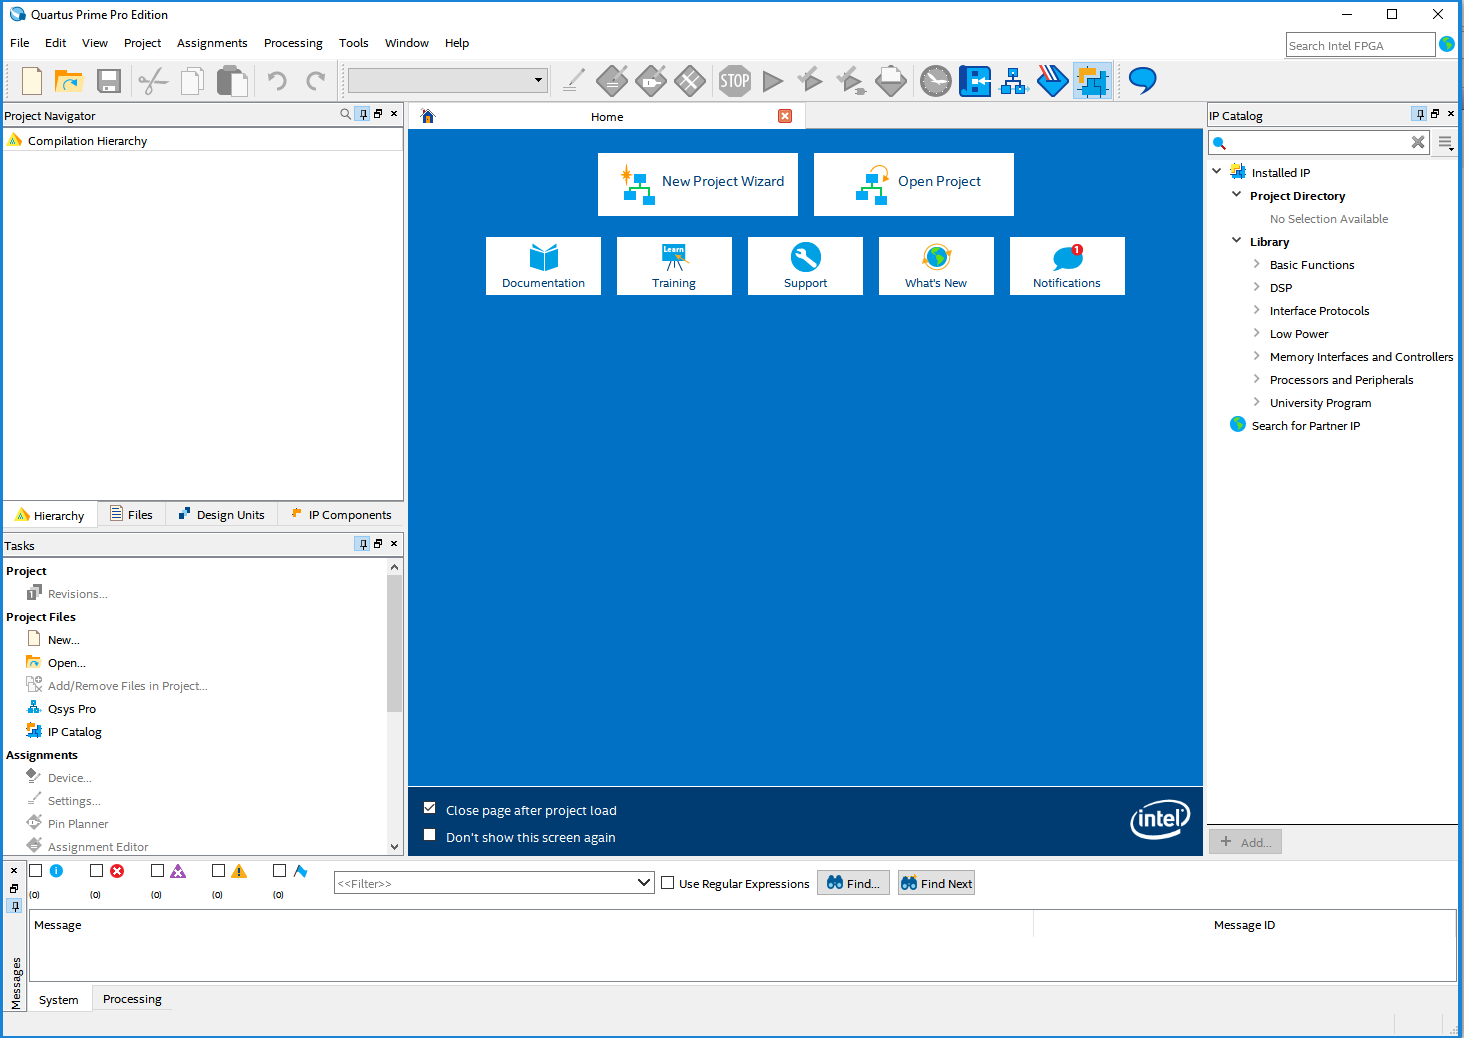 Quartus Prime Pro Edition
File Edit View Project Assignments Processing Tools Window Help
Search Intel FPGA
STOP
Project Navigator
Compilation Hierarchy
Hierarchy Files Design Units IP Components
Tasks
Project
Revisions...
Project Files
New...
Open...
Add/Remove Files in Project...
Qsys Pro
IP Catalog
Assignments
Device...
Settings...
Pin Planner
Assignment Editor
Home
New Project Wizard
Open Project
Documentation
Learn
Training
Support
What's New
1
Notifications
Close page after project load
Don't show this screen again
intel
IP Catalog
Installed IP
Project Directory
No Selection Available
Library
Basic Functions
DSP
Interface Protocols
Low Power
Memory Interfaces and Controllers
Processors and Peripherals
University Program
Search for Partner IP
+ Add...
(0) (0) (0) (0) (0)
<<Filter>>
Use Regular Expressions
Find...
Find Next
Messages
Message
Message ID
System Processing